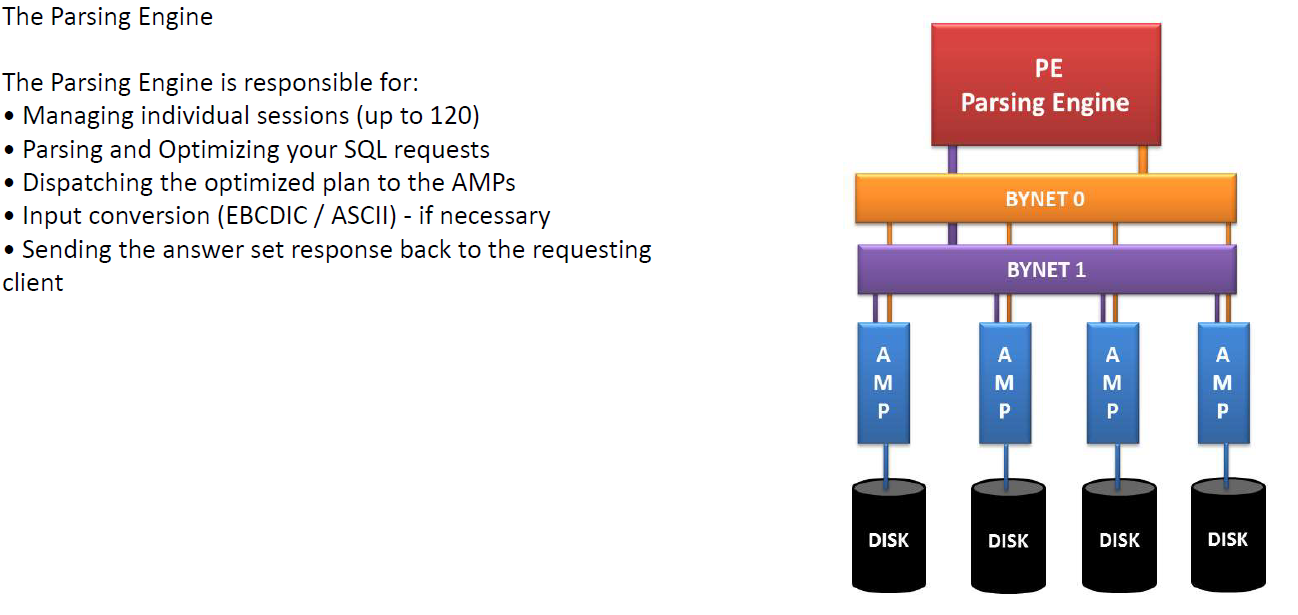 The Parsing Engine
The Parsing Engine is responsible for:
• Managing individual sessions (up to 120)
• Parsing and Optimizing your SQL requests
• Dispatching the optimized plan to the AMPs
• Input conversion (EBCDIC / ASCII) - if necessary
• Sending the answer set response back to the requesting
client
PE
Parsing Engine
BYNET 0
BYNET 1
A A A A
M M M M
P P P P
DISK DISK DISK DISK